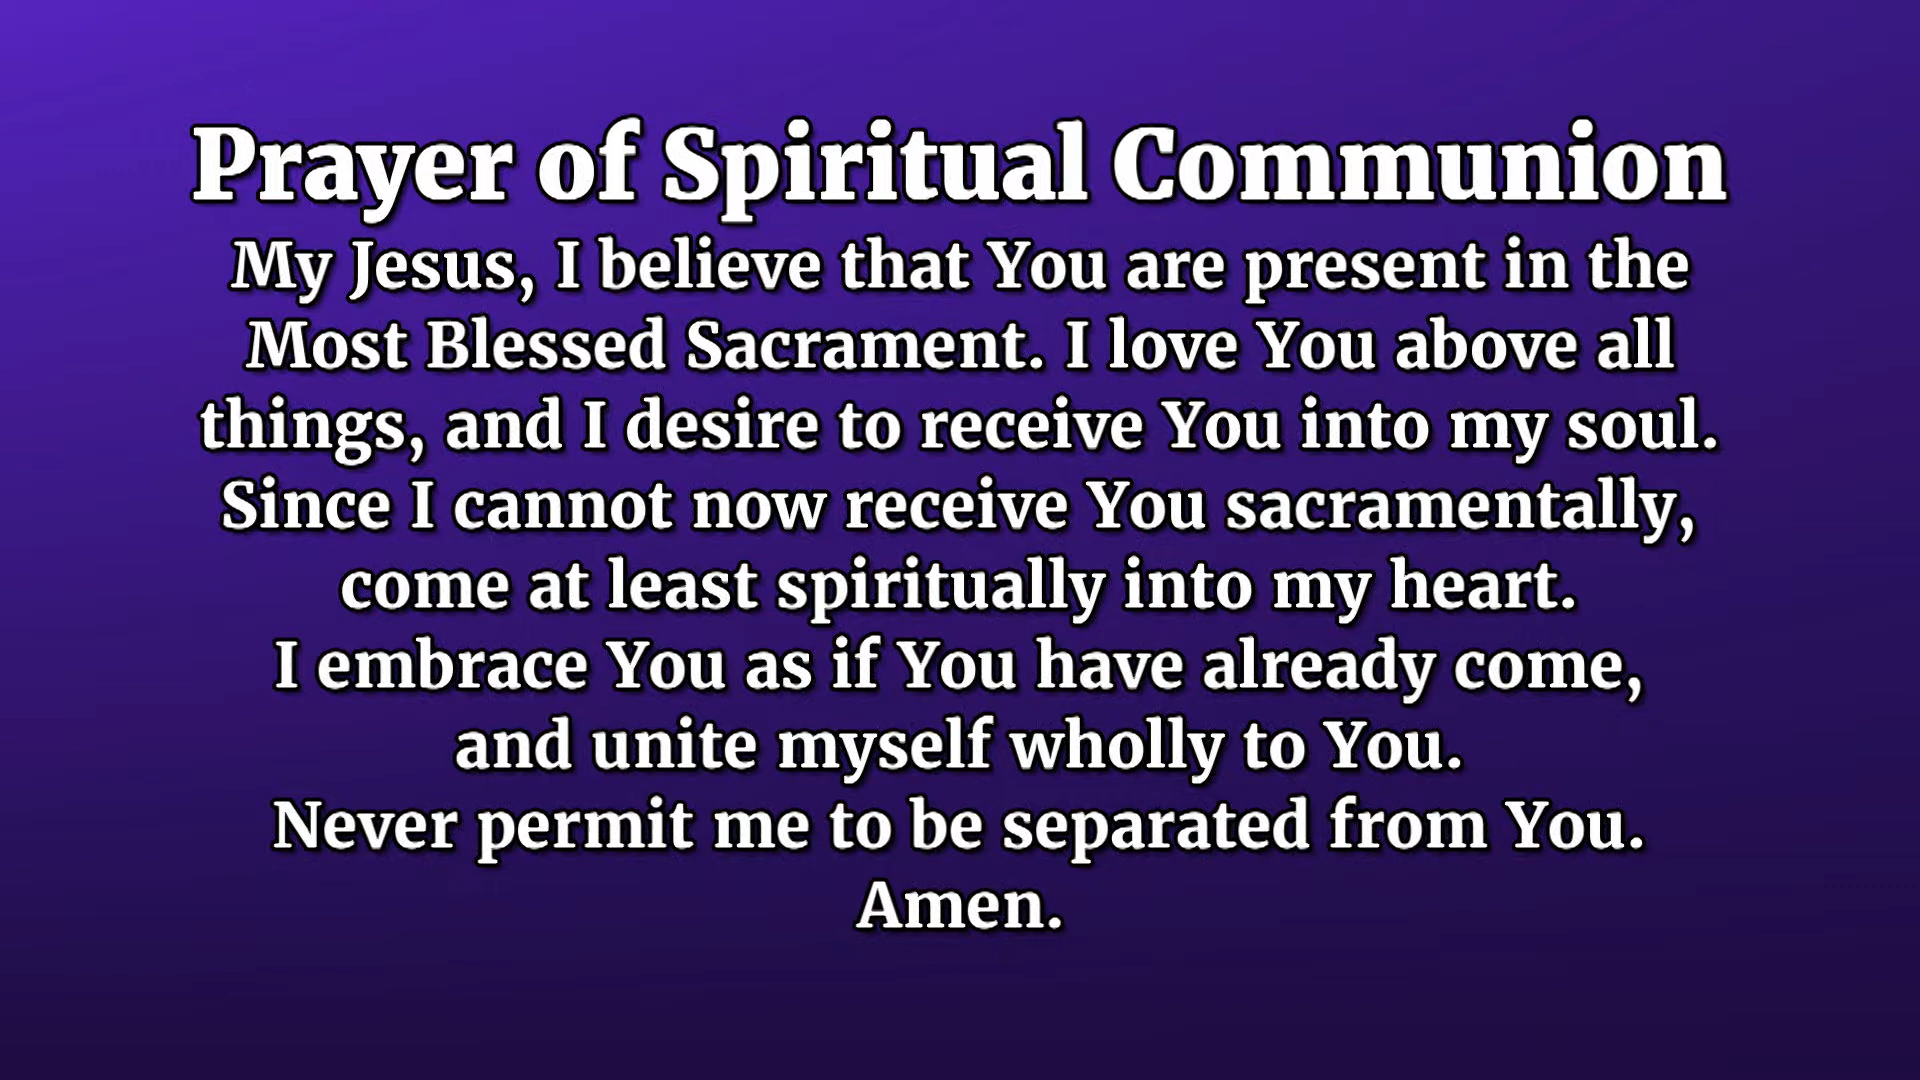 Prayer of Spiritual Communion
My Jesus, I believe that You are present in the
Most Blessed Sacrament. I love You above all
things, and I desire to receive You into my soul.
Since I cannot now receive You sacramentally,
come at least spiritually into my heart.
I embrace You as if You have already come,
and unite myself wholly to You.
Never permit me to be separated from You.
Amen.